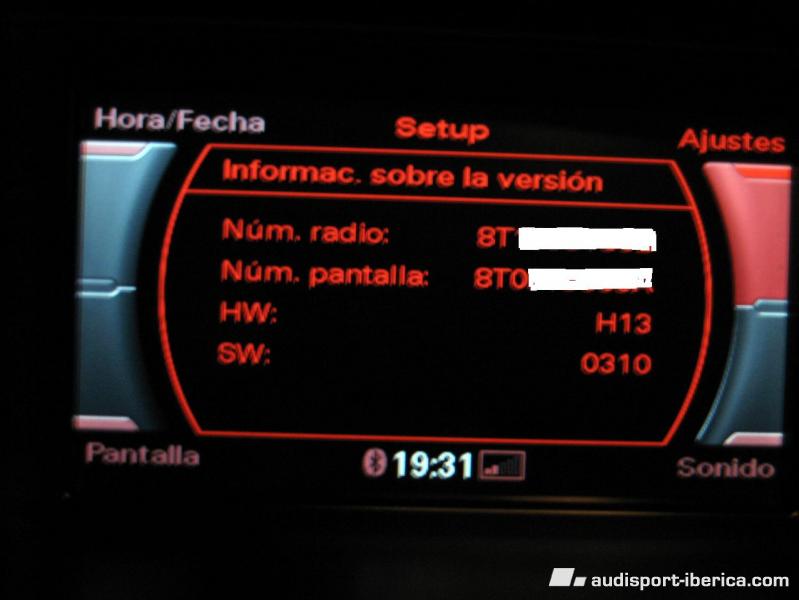 Hora/Fecha
Setup
Ajustes
Informac. sobre la versión
Núm. radio: 8T
Núm. pantalla: 8T0
HW: H13
SW: 0310
Pantalla
19:31
Sonido
audisport-iberica.com